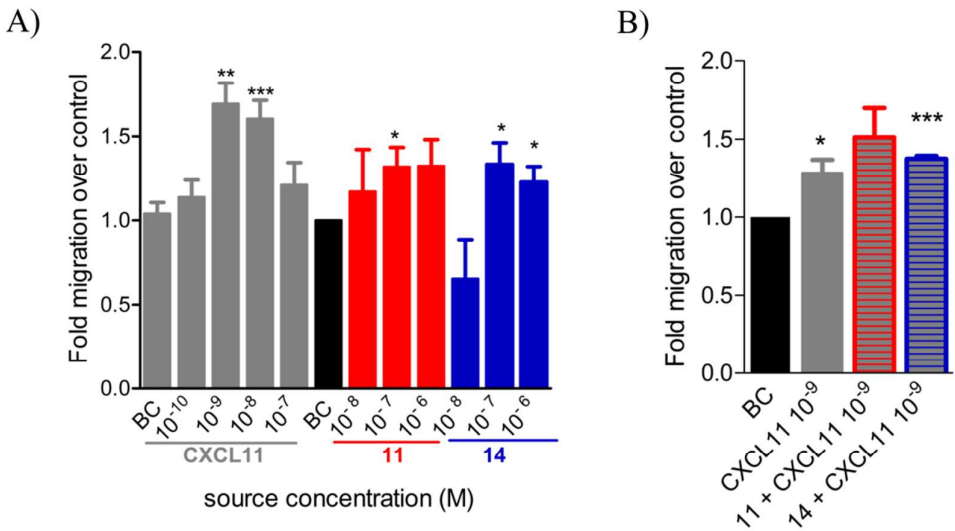 A)
Fold migration over control
2.0
1.5
1.0
0.5
0.0
** *** * * *
BC 10⁻¹⁰ 10⁻⁹ 10⁻⁸ 10⁻⁷ BC 10⁻⁸ 10⁻⁷ 10⁻⁶ 10⁻⁸ 10⁻⁷ 10⁻⁶
CXCL11 11 14
source concentration (M)
B)
Fold migration over control
2.0
1.5
1.0
0.5
0.0
* ***
BC
CXCL11 10⁻⁹
11 + CXCL11 10⁻⁹
14 + CXCL11 10⁻⁹